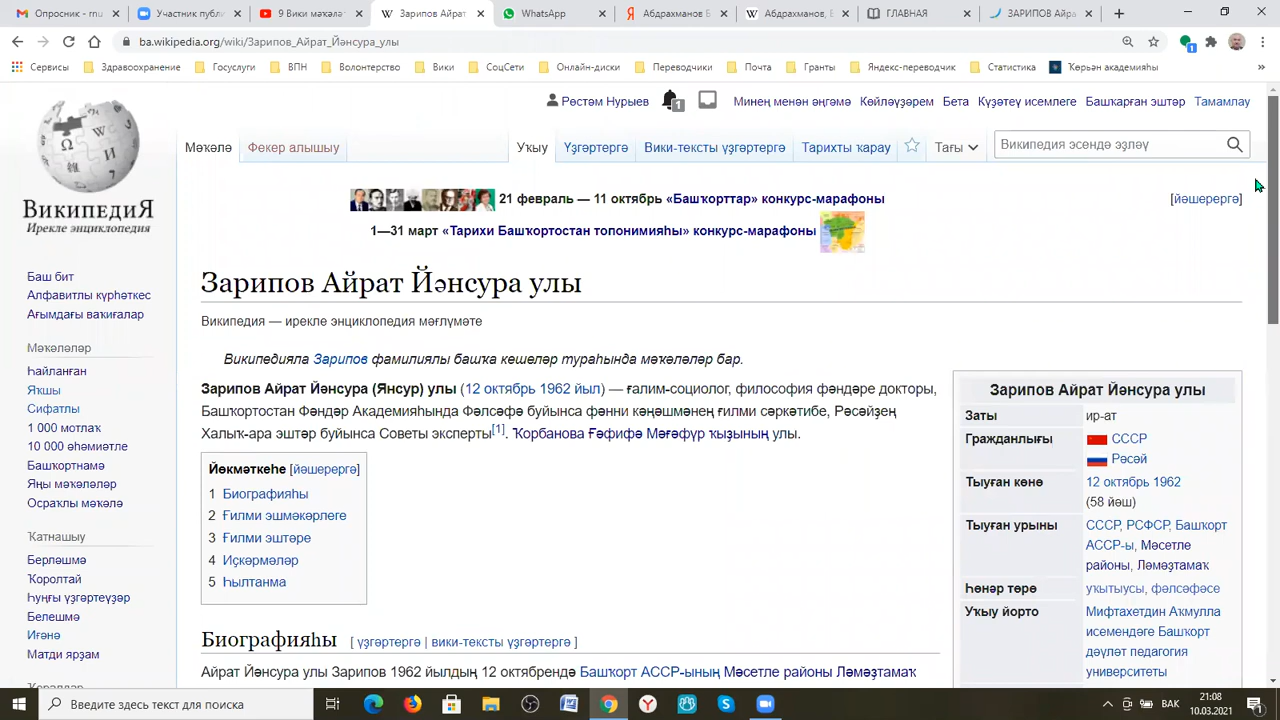 Опросник - mu
Участник публи
9 Вики мәҡәлә
Зарипов Айрат
WhatsApp
Абдрахманов Б
Абдрахманов, Б
ГЛАВНАЯ
ЗАРИПОВ Айра
ba.wikipedia.org/wiki/Зарипов_Айрат_Йәнсура_улы
1
Сервисы
Здравоохранение
Госуслуги
ВПН
Волонтерство
Вики
СоцСети
Онлайн-диски
Переводчики
Почта
Гранты
Яндекс-переводчик
Статистика
Ҡөрьән академияһы
»
Рөстәм Нурыев
1
Минең менән әңгәмә
Көйләүҙәрем
Бета
Күҙәтеү исемлеге
Башҡарған эштәр
Тамамлау
Мәҡәлә
Фекер алышыу
Уҡыу
Үҙгәртергә
Вики-тексты үҙгәртергә
Тарихты ҡарау
Тағы
Википедия эсендә эҙләү
ВикипедиЯ
Ирекле энциклопедия
21 февраль — 11 октябрь «Башҡорттар» конкурс-марафоны
[йәшерергә]
1—31 март «Тарихи Башҡортостан топонимияһы» конкурс-марафоны
Баш бит
Алфавитлы күрһәткес
Ағымдағы ваҡиғалар
Мәҡәләләр
Һайланған
Яҡшы
Сифатлы
1 000 мотлаҡ
10 000 әһәмиәтле
Башҡортнамә
Яңы мәҡәләләр
Осраҡлы мәҡәлә
Ҡатнашыу
Берләшмә
Ҡоролтай
Һуңғы үҙгәртеүҙәр
Белешмә
Иғәнә
Матди ярҙам
Зарипов Айрат Йәнсура улы
Википедия — ирекле энциклопедия мәғлүмәте
Википедияла Зарипов фамилиялы башҡа кешеләр тураһында мәҡәләләр бар.
Зарипов Айрат Йәнсура (Янсур) улы (12 октябрь 1962 йыл) — ғалим-социолог, философия фәндәре докторы,
Башҡортостан Фәндәр Академияһында Фәлсәфә буйынса фәнни кәңәшмәнең ғилми сәркәтибе, Рәсәйҙең
Халыҡ-ара эштәр буйынса Советы эксперты[1]. Ҡорбанова Ғәфифә Мәғәфүр ҡыҙының улы.
Йөкмәткеһе [йәшерергә]
1 Биографияһы
2 Ғилми эшмәкәрлеге
3 Ғилми эштәре
4 Иҫкәрмәләр
5 Һылтанма
Биографияһы [ үҙгәртергә | вики-тексты үҙгәртергә ]
Айрат Йәнсура улы Зарипов 1962 йылдың 12 октябрендә Башҡорт АССР-ының Мәсетле районы Ләмәҙтамаҡ
Зарипов Айрат Йәнсура улы
Заты ир-ат
Гражданлығы СССР
Рәсәй
Тыуған көнө 12 октябрь 1962
(58 йәш)
Тыуған урыны СССР, РСФСР, Башҡорт
АССР-ы, Мәсетле
районы, Ләмәҙтамаҡ
Һөнәр төрө уҡытыусы, фәлсәфәсе
Уҡыу йорто Мифтахетдин Аҡмулла
исемендәге Башҡорт
дәүләт педагогия
университеты
Введите здесь текст для поиска
ВАК
21:08
10.03.2021
1